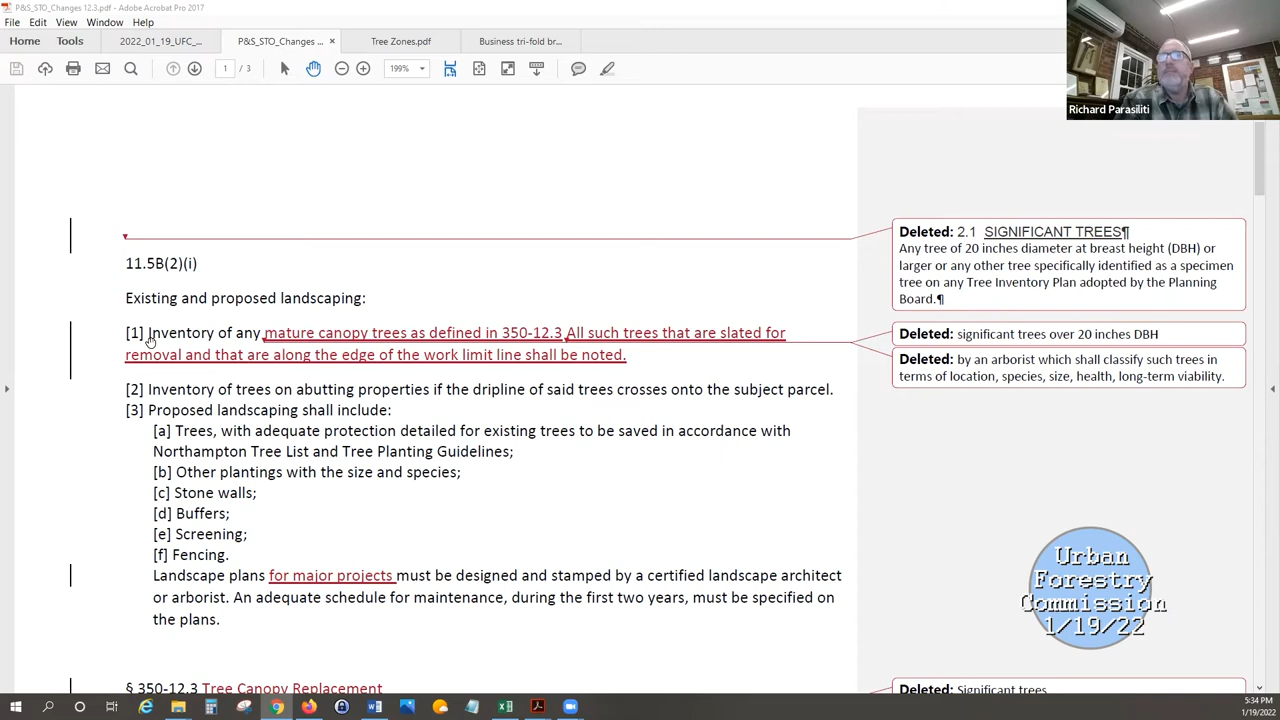 P&S_STO_Changes 12.3.pdf - Adobe Acrobat Pro 2017
File Edit View Window Help
Home Tools 2022_01_19_UFC_... P&S_STO_Changes ... × Tree Zones.pdf Business tri-fold br...
1 / 3 199%
Richard Parasiliti
11.5B(2)(i)
Existing and proposed landscaping:
[1] Inventory of any mature canopy trees as defined in 350-12.3 All such trees that are slated for
removal and that are along the edge of the work limit line shall be noted.
[2] Inventory of trees on abutting properties if the dripline of said trees crosses onto the subject parcel.
[3] Proposed landscaping shall include:
[a] Trees, with adequate protection detailed for existing trees to be saved in accordance with
Northampton Tree List and Tree Planting Guidelines;
[b] Other plantings with the size and species;
[c] Stone walls;
[d] Buffers;
[e] Screening;
[f] Fencing.
Landscape plans for major projects must be designed and stamped by a certified landscape architect
or arborist. An adequate schedule for maintenance, during the first two years, must be specified on
the plans.
§ 350-12.3 Tree Canopy Replacement
Deleted: 2.1 SIGNIFICANT TREES¶
Any tree of 20 inches diameter at breast height (DBH) or
larger or any other tree specifically identified as a specimen
tree on any Tree Inventory Plan adopted by the Planning
Board.¶
Deleted: significant trees over 20 inches DBH
Deleted: by an arborist which shall classify such trees in
terms of location, species, size, health, long-term viability.
Deleted: Significant trees
Urban
Forestry
Commission
1/19/22
5:34 PM
1/19/2022